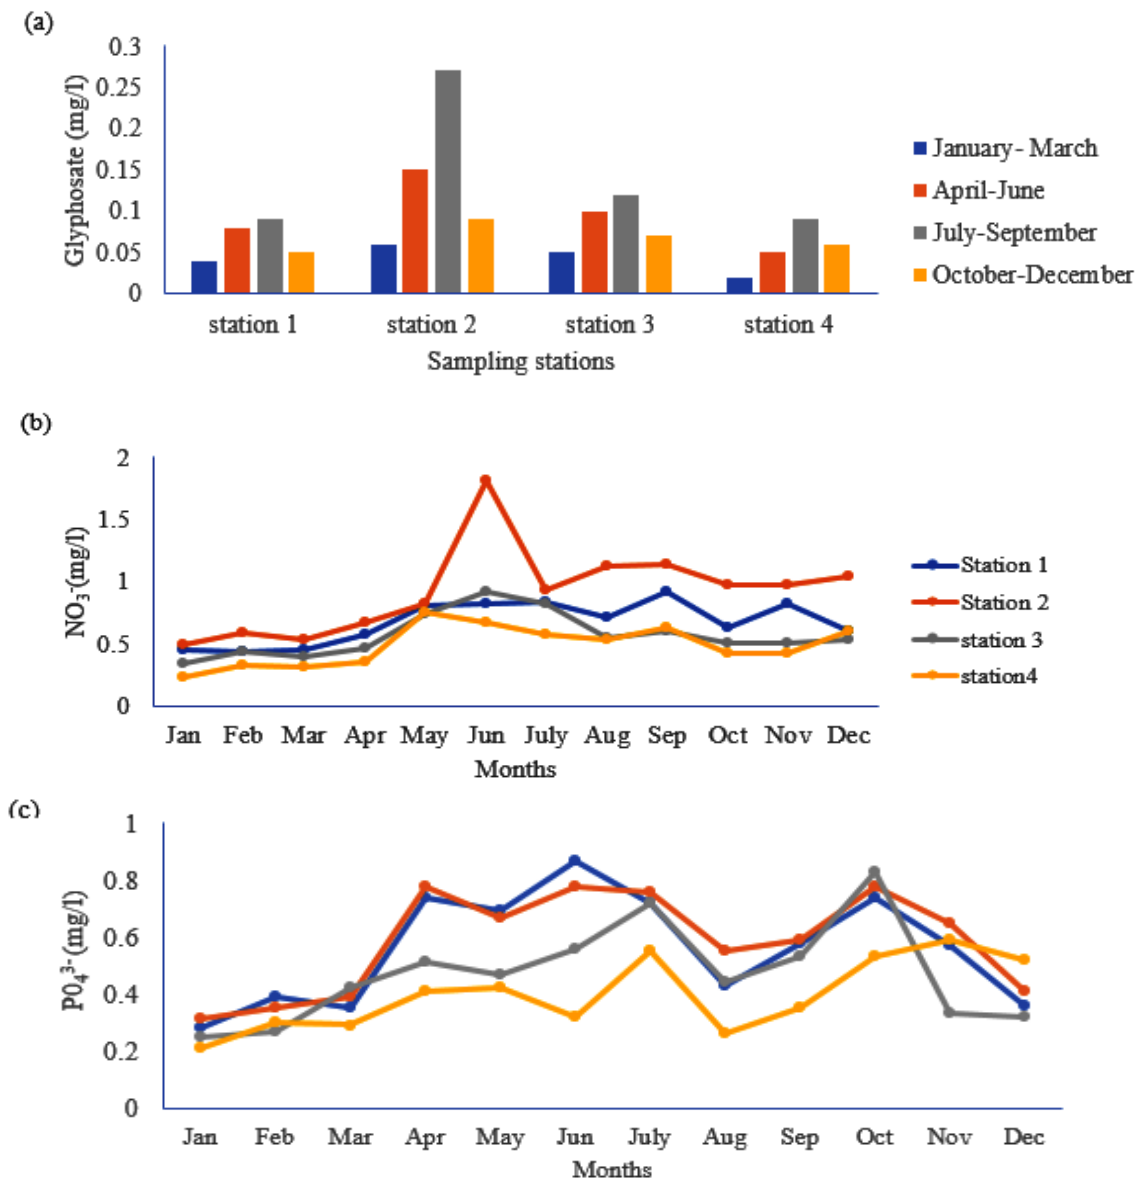 (a)
0.3
0.25
0.2
0.15
0.1
0.05
0
Glyphosate (mg/l)
station 1 station 2 station 3 station 4
Sampling stations
January- March
April-June
July-September
October-December
(b)
2
1.5
1
0.5
0
NO₃⁻(mg/l)
Jan Feb Mar Apr May Jun July Aug Sep Oct Nov Dec
Months
Station 1
Station 2
station 3
station4
(c)
1
0.8
0.6
0.4
0.2
0
P0₄³⁻(mg/l)
Jan Feb Mar Apr May Jun July Aug Sep Oct Nov Dec
Months